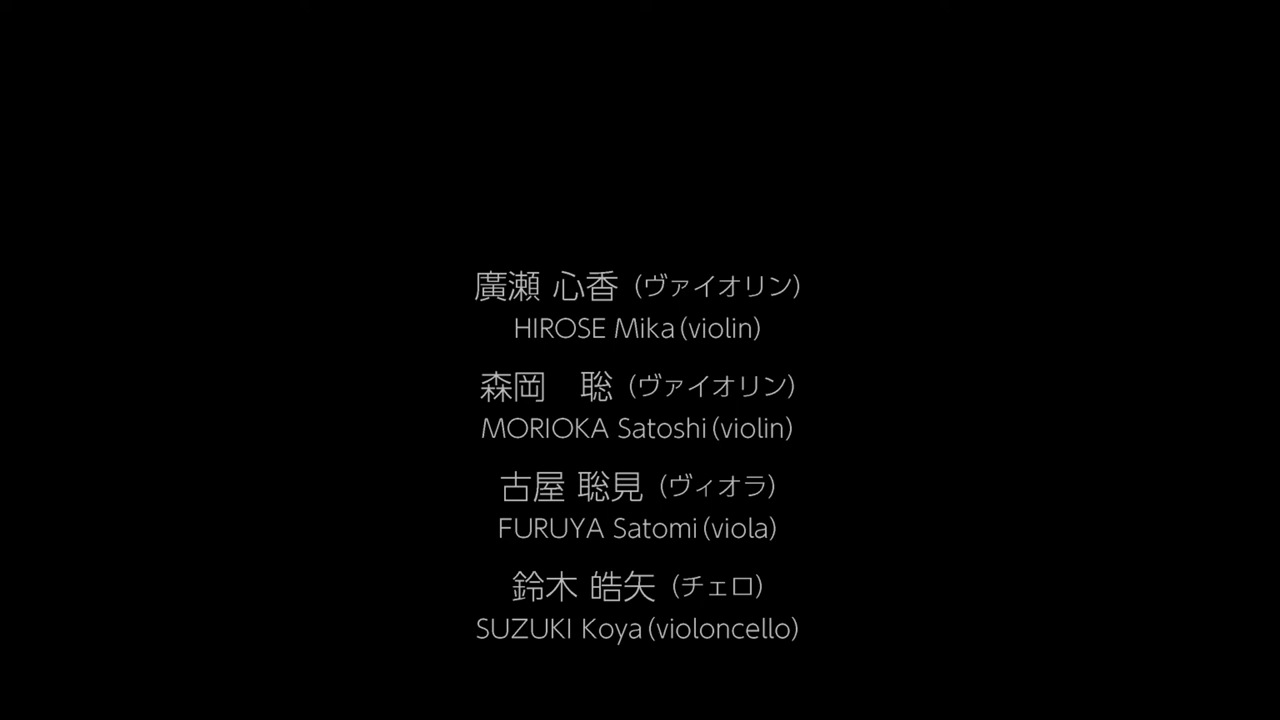 廣瀬 心香（ヴァイオリン）
HIROSE Mika (violin)
森岡　聡（ヴァイオリン）
MORIOKA Satoshi (violin)
古屋 聡見（ヴィオラ）
FURUYA Satomi (viola)
鈴木 皓矢（チェロ）
SUZUKI Koya (violoncello)